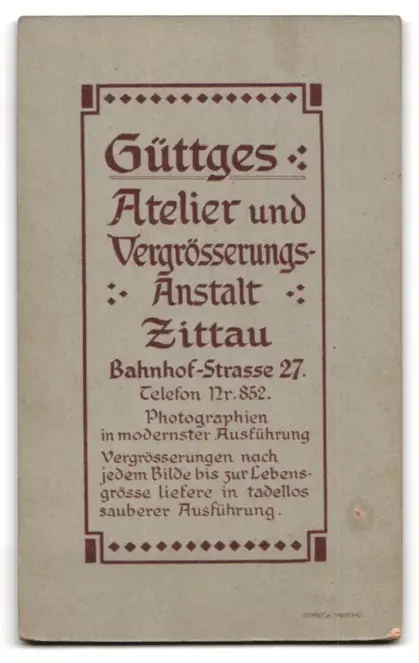 Güttges
Atelier und
Vergrösserungs-
Anstalt
Zittau
Bahnhof-Strasse 27.
Telefon Nr. 852.
Photographien
in modernster Ausführung
Vergrösserungen nach
jedem Bilde bis zur Lebens-
grösse liefere in tadellos
sauberer Ausführung.